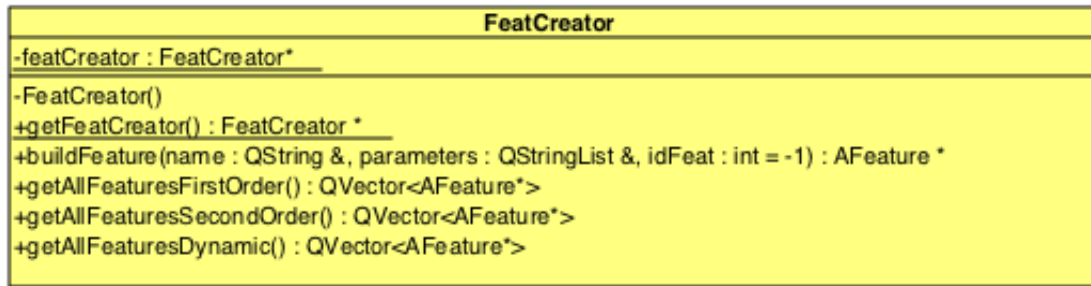 FeatCreator
-featCreator : FeatCreator*
-FeatCreator()
+getFeatCreator() : FeatCreator *
+buildFeature(name : QString &, parameters : QStringList &, idFeat : int = -1) : AFeature *
+getAllFeaturesFirstOrder() : QVector<AFeature*>
+getAllFeaturesSecondOrder() : QVector<AFeature*>
+getAllFeaturesDynamic() : QVector<AFeature*>